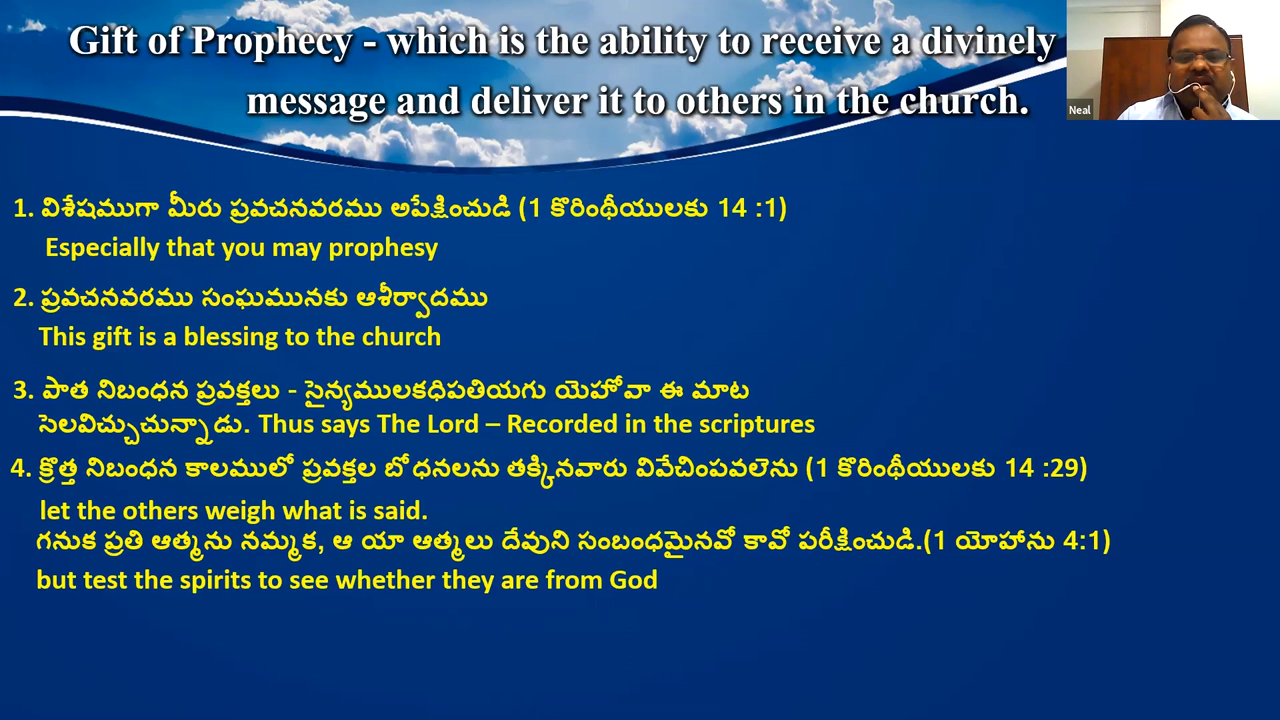 Gift of Prophecy - which is the ability to receive a divinely
message and deliver it to others in the church.
Neal
1. విశేషముగా మీరు ప్రవచనవరము అపేక్షించుడి (1 కొరింథీయులకు 14 :1)
Especially that you may prophesy
2. ప్రవచనవరము సంఘమునకు ఆశీర్వాదము
This gift is a blessing to the church
3. పాత నిబంధన ప్రవక్తలు - సైన్యములకధిపతియగు యెహోవా ఈ మాట
సెలవిచ్చుచున్నాడు. Thus says The Lord – Recorded in the scriptures
4. క్రొత్త నిబంధన కాలములో ప్రవక్తల బోధనలను తక్కినవారు వివేచింపవలెను (1 కొరింథీయులకు 14 :29)
let the others weigh what is said.
గనుక ప్రతి ఆత్మను నమ్మక, ఆ యా ఆత్మలు దేవుని సంబంధమైనవో కావో పరీక్షించుడి.(1 యోహాను 4:1)
but test the spirits to see whether they are from God